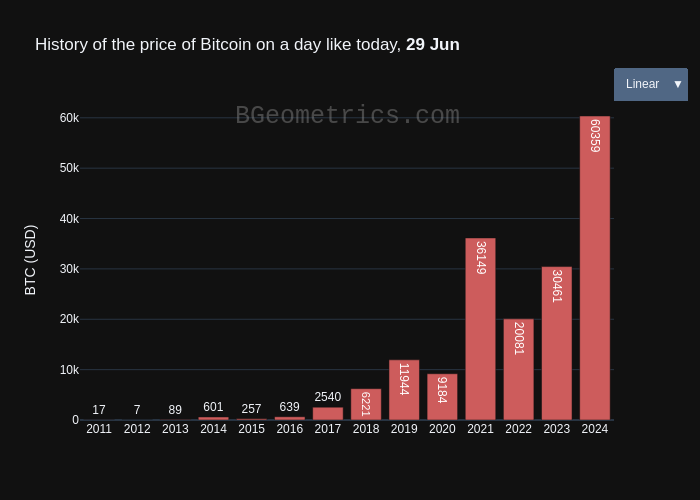 History of the price of Bitcoin on a day like today, 29 Jun
Linear ▼
BGeometrics.com
BTC (USD)
60k
50k
40k
30k
20k
10k
0
17 7 89 601 257 639 2540 6221 11944 9184 36149 20081 30461 60359
2011 2012 2013 2014 2015 2016 2017 2018 2019 2020 2021 2022 2023 2024